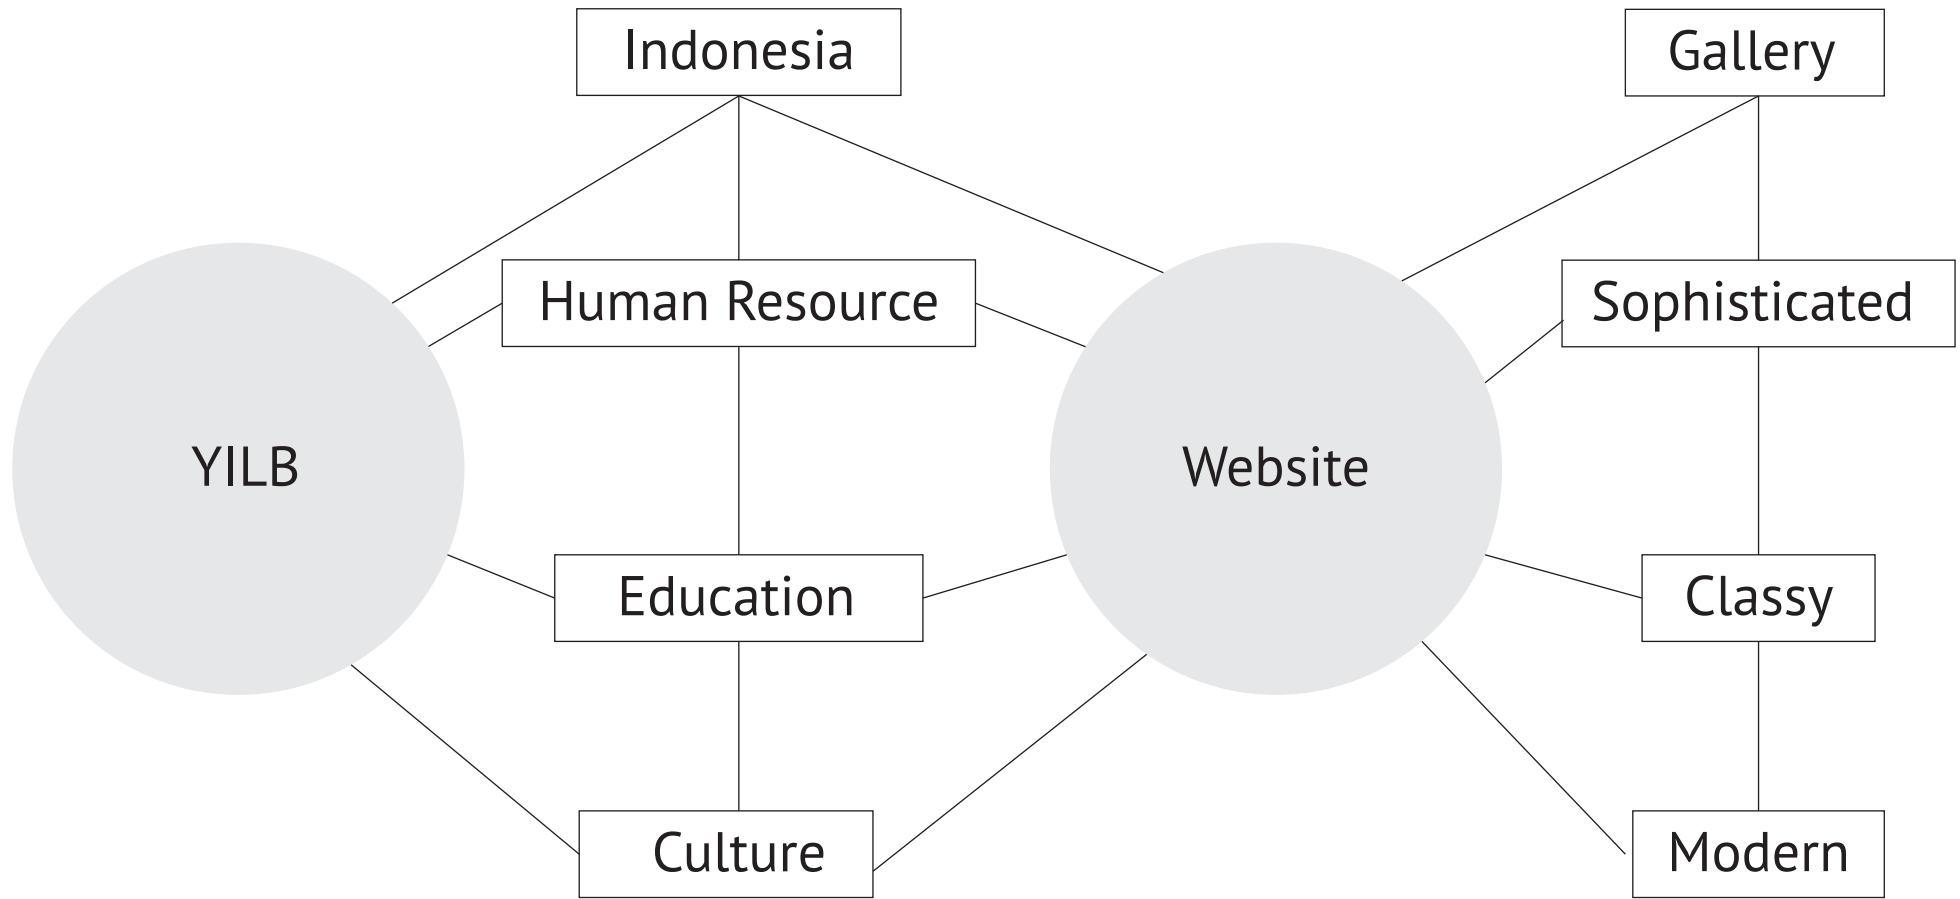 Indonesia
Gallery
Human Resource
Sophisticated
YILB
Website
Education
Classy
Culture
Modern